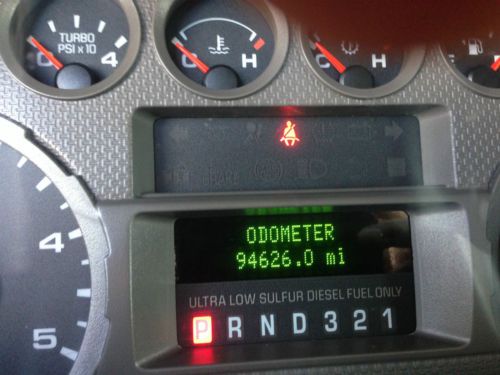 TURBO
PSI X 10
0 4
C H
C H
ODOMETER
94626.0 mi
ULTRA LOW SULFUR DIESEL FUEL ONLY
P R N D 3 2 1
4
5